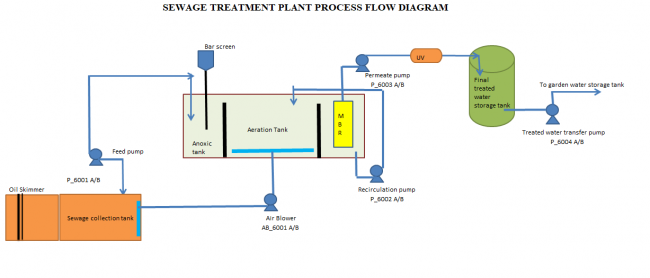 SEWAGE TREATMENT PLANT PROCESS FLOW DIAGRAM
Bar screen
UV
Permeate pump
P_6003 A/B
Final
treated
water
storage tank
To garden water storage tank
Treated water transfer pump
P_6004 A/B
M
B
R
Aeration Tank
Anoxic
tank
Feed pump
P_6001 A/B
Recirculation pump
P_6002 A/B
Oil Skimmer
Sewage collection tank
Air Blower
AB_6001 A/B